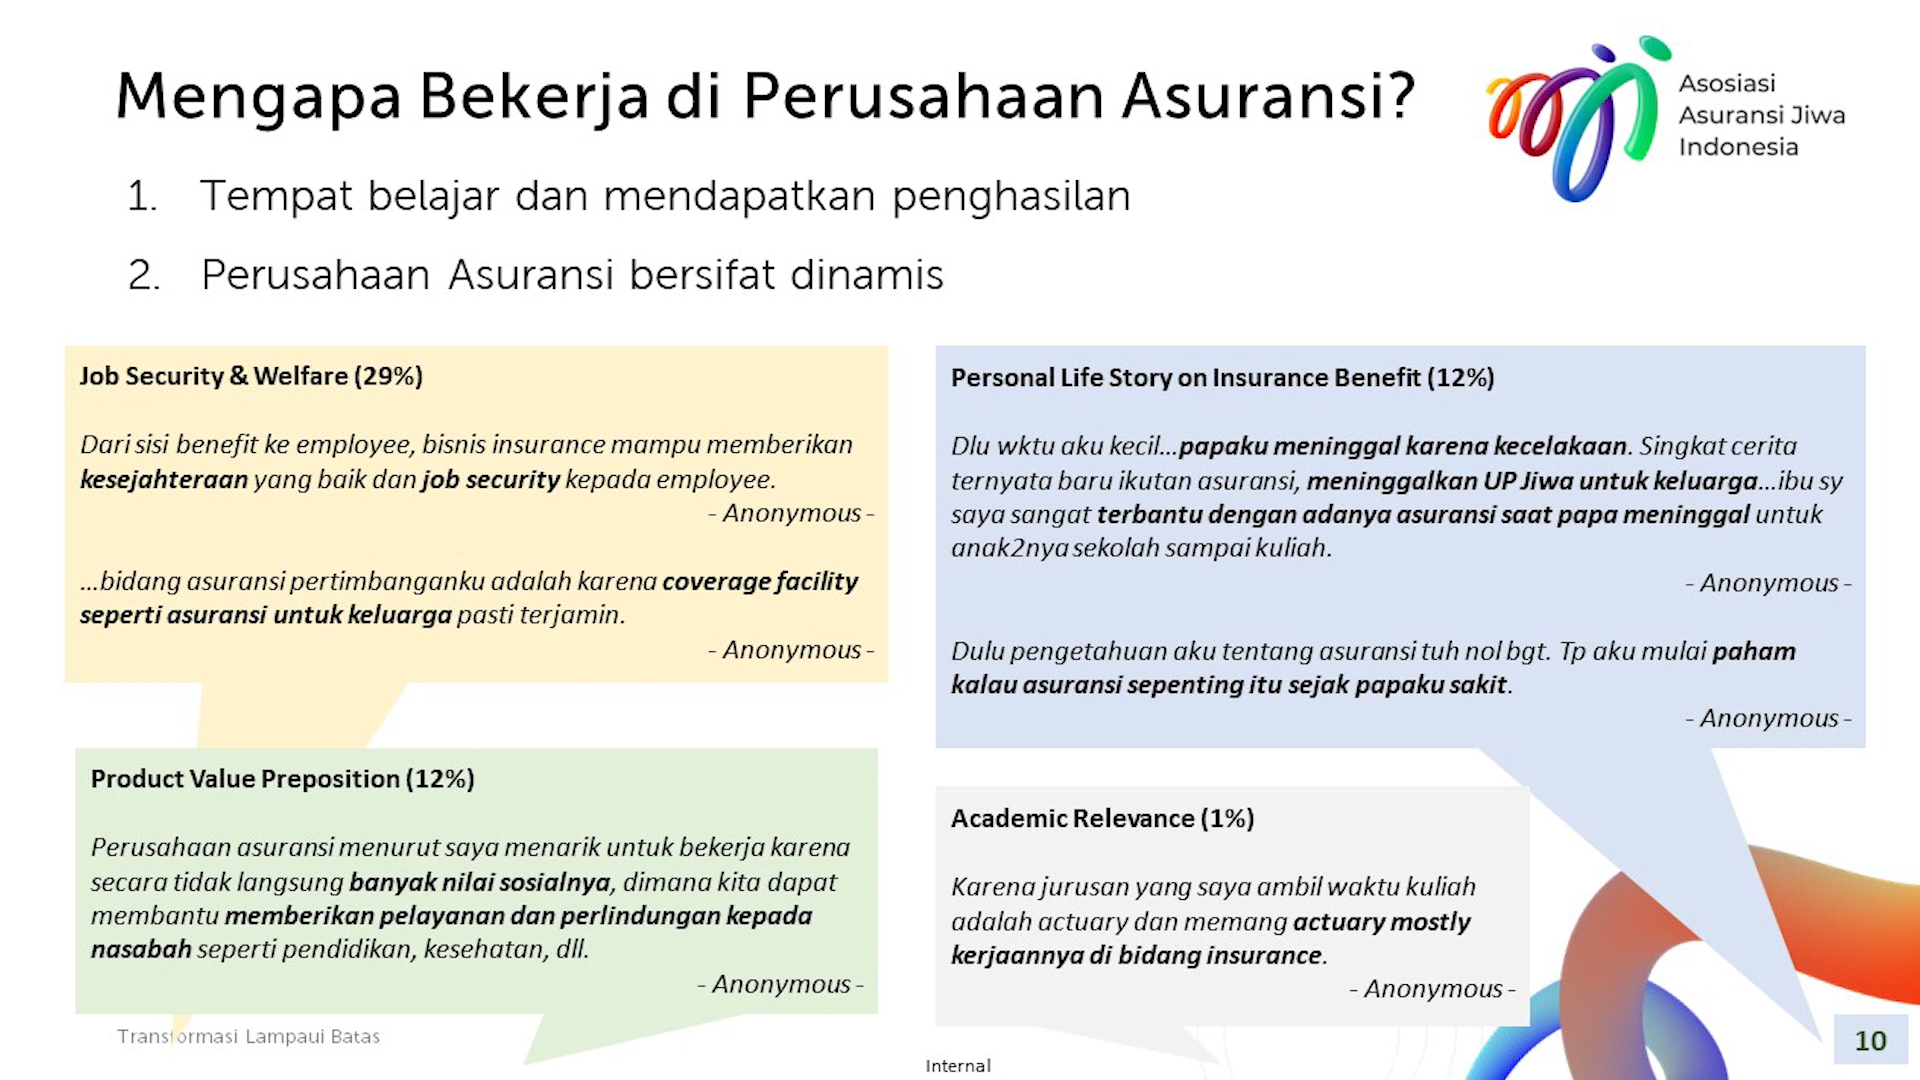 Mengapa Bekerja di Perusahaan Asuransi?
Asosiasi
Asuransi Jiwa
Indonesia
1. Tempat belajar dan mendapatkan penghasilan
2. Perusahaan Asuransi bersifat dinamis
Job Security & Welfare (29%)
Dari sisi benefit ke employee, bisnis insurance mampu memberikan
kesejahteraan yang baik dan job security kepada employee.
- Anonymous -
...bidang asuransi pertimbanganku adalah karena coverage facility
seperti asuransi untuk keluarga pasti terjamin.
- Anonymous -
Personal Life Story on Insurance Benefit (12%)
Dlu wktu aku kecil...papaku meninggal karena kecelakaan. Singkat cerita
ternyata baru ikutan asuransi, meninggalkan UP Jiwa untuk keluarga...ibu sy
saya sangat terbantu dengan adanya asuransi saat papa meninggal untuk
anak2nya sekolah sampai kuliah.
- Anonymous -
Dulu pengetahuan aku tentang asuransi tuh nol bgt. Tp aku mulai paham
kalau asuransi sepenting itu sejak papaku sakit.
- Anonymous -
Product Value Preposition (12%)
Perusahaan asuransi menurut saya menarik untuk bekerja karena
secara tidak langsung banyak nilai sosialnya, dimana kita dapat
membantu memberikan pelayanan dan perlindungan kepada
nasabah seperti pendidikan, kesehatan, dll.
- Anonymous -
Academic Relevance (1%)
Karena jurusan yang saya ambil waktu kuliah
adalah actuary dan memang actuary mostly
kerjaannya di bidang insurance.
- Anonymous -
Transformasi Lampaui Batas
Internal
10